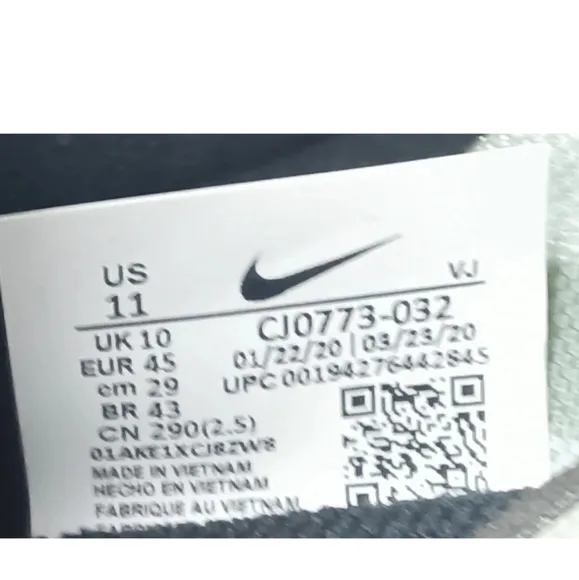 US
11
VJ
UK 10
EUR 45
cm 29
BR 43
CN 290(2.5)
CJ0773-032
01/22/20 | 03/23/20
UPC 00194276442845
01AKE1XCJ8ZW8
MADE IN VIETNAM
HECHO EN VIETNAM
FABRIQUE AU VIETNAM